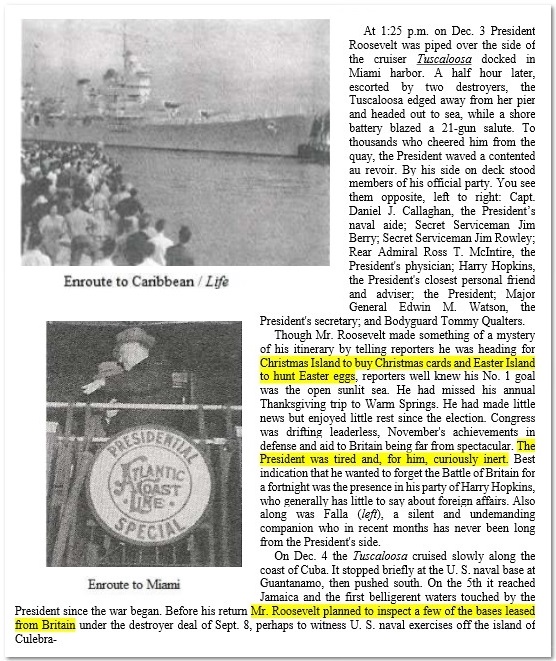 At 1:25 p.m. on Dec. 3 President
Roosevelt was piped over the side of
the cruiser Tuscaloosa docked in
Miami harbor. A half hour later,
escorted by two destroyers, the
Tuscaloosa edged away from her pier
and headed out to sea, while a shore
battery blazed a 21-gun salute. To
thousands who cheered him from the
quay, the President waved a contented
au revoir. By his side on deck stood
members of his official party. You see
them opposite, left to right: Capt.
Daniel J. Callaghan, the President's
naval aide; Secret Serviceman Jim
Berry; Secret Serviceman Jim Rowley;
Rear Admiral Ross T. McIntire, the
President's physician; Harry Hopkins,
the President's closest personal friend
and adviser; the President; Major
General Edwin M. Watson, the
President's secretary; and Bodyguard Tommy Qualters.
Enroute to Caribbean / Life
Though Mr. Roosevelt made something of a mystery
of his itinerary by telling reporters he was heading for
Christmas Island to buy Christmas cards and Easter Island
to hunt Easter eggs, reporters well knew his No. 1 goal
was the open sunlit sea. He had missed his annual
Thanksgiving trip to Warm Springs. He had made little
news but enjoyed little rest since the election. Congress
was drifting leaderless, November's achievements in
defense and aid to Britain being far from spectacular. The
President was tired and, for him, curiously inert. Best
indication that he wanted to forget the Battle of Britain for
a fortnight was the presence in his party of Harry Hopkins,
who generally has little to say about foreign affairs. Also
along was Falla (left), a silent and undemanding
companion who in recent months has never been long
from the President's side.
PRESIDENTIAL
ATLANTIC
COAST
LINE
SPECIAL
Enroute to Miami
On Dec. 4 the Tuscaloosa cruised slowly along the
coast of Cuba. It stopped briefly at the U. S. naval base at
Guantanamo, then pushed south. On the 5th it reached
Jamaica and the first belligerent waters touched by the
President since the war began. Before his return Mr. Roosevelt planned to inspect a few of the bases leased
from Britain under the destroyer deal of Sept. 8, perhaps to witness U. S. naval exercises off the island of
Culebra-